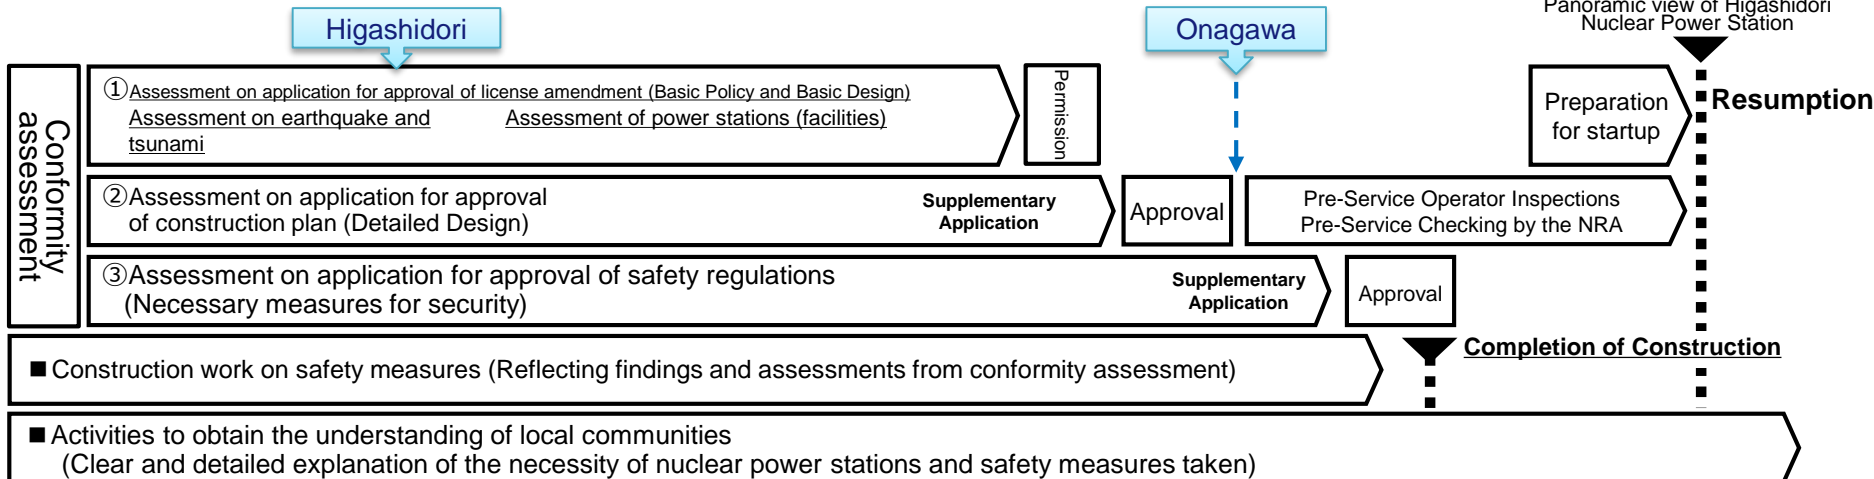 Panoramic view of Higashidori
Nuclear Power Station
Higashidori
Onagawa
Conformity
assessment
①Assessment on application for approval of license amendment (Basic Policy and Basic Design)
Assessment on earthquake and
tsunami
Assessment of power stations (facilities)
Permission
Preparation
for startup
Resumption
②Assessment on application for approval
of construction plan (Detailed Design)
Supplementary
Application
Approval
Pre-Service Operator Inspections
Pre-Service Checking by the NRA
③Assessment on application for approval of safety regulations
(Necessary measures for security)
Supplementary
Application
Approval
■ Construction work on safety measures (Reflecting findings and assessments from conformity assessment)
Completion of Construction
■ Activities to obtain the understanding of local communities
(Clear and detailed explanation of the necessity of nuclear power stations and safety measures taken)